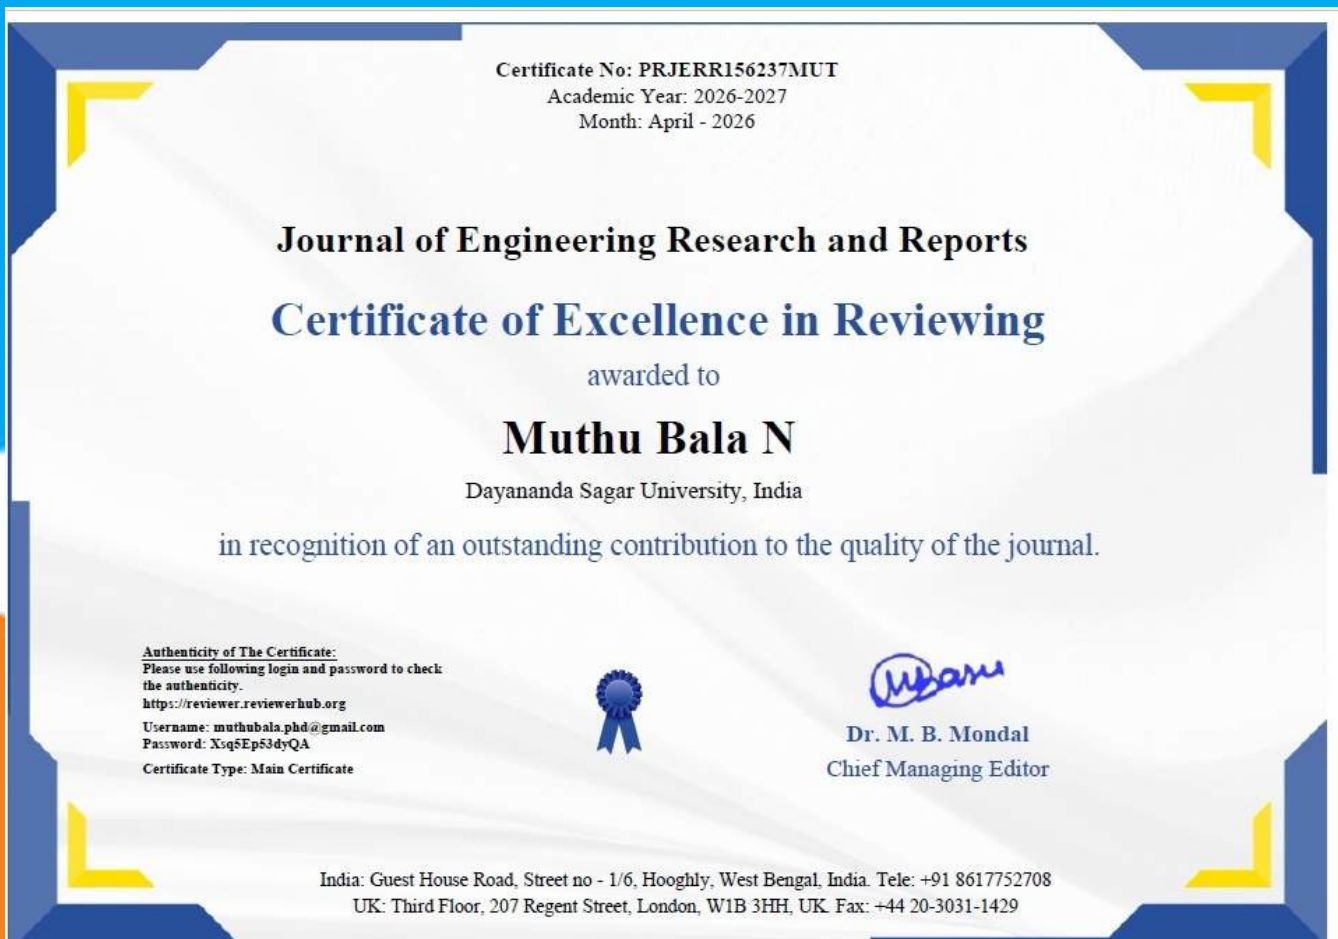 Certificate No: PRJERR156237MUT
Academic Year: 2026-2027
Month: April - 2026
Journal of Engineering Research and Reports
Certificate of Excellence in Reviewing
awarded to
Muthu Bala N
Dayananda Sagar University, India
in recognition of an outstanding contribution to the quality of the journal.
Authenticity of The Certificate:
Please use following login and password to check
the authenticity.
https://reviewer.reviewerhub.org
Username: muthubala.phd@gmail.com
Password: Xsq5Ep53dyQA
Certificate Type: Main Certificate
Dr. M. B. Mondal
Chief Managing Editor
India: Guest House Road, Street no - 1/6, Hooghly, West Bengal, India. Tele: +91 8617752708
UK: Third Floor, 207 Regent Street, London, W1B 3HH, UK. Fax: +44 20-3031-1429